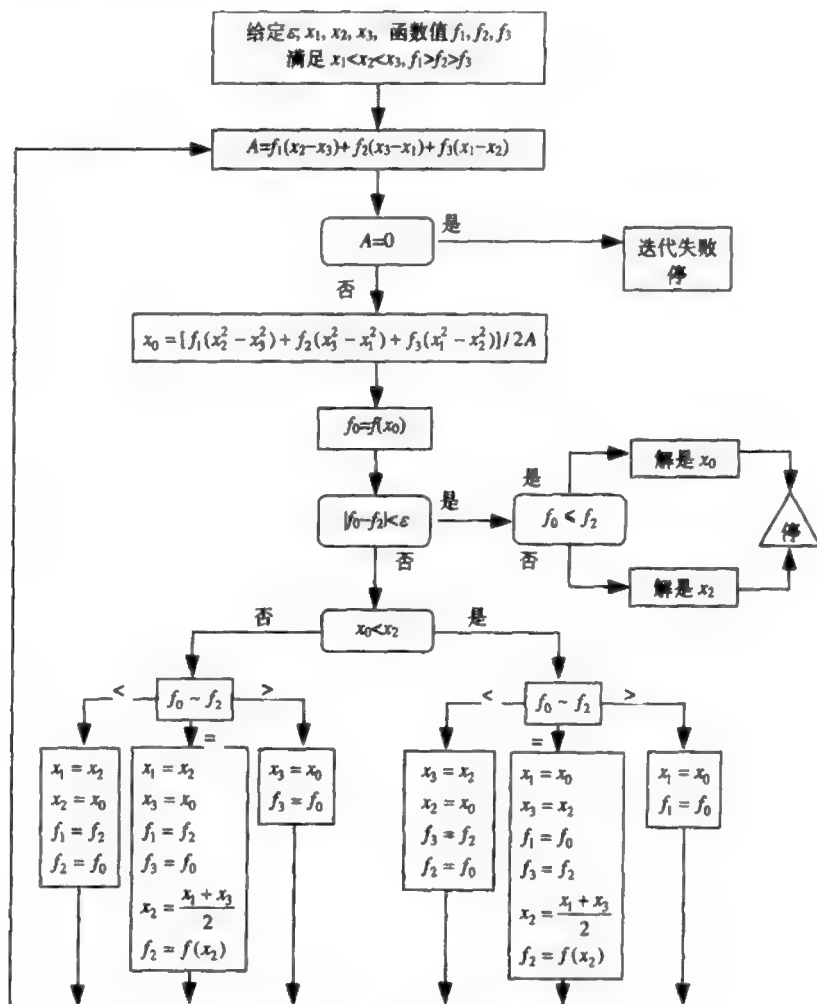 给定ε, x₁, x₂, x₃, 函数值 f₁, f₂, f₃
满足 x₁<x₂<x₃, f₁>f₂>f₃
A=f₁(x₂−x₃)+f₂(x₃−x₁)+f₃(x₁−x₂)
A=0
是
迭代失败
停
否
x₀=[f₁(x₂²−x₃²)+f₂(x₃²−x₁²)+f₃(x₁²−x₂²)]/2A
f₀=f(x₀)
|f₀−f₂|<ε
是
否
f₀⩽f₂
是
解是 x₀
否
解是 x₂
停
x₀<x₂
否
是
f₀ ~ f₂
<
>
=
x₁ = x₂
x₂ = x₀
f₁ = f₂
f₂ = f₀
x₁ = x₂
x₃ = x₀
f₁ = f₂
f₃ = f₀
x₂ = (x₁ + x₃)/2
f₂ = f(x₂)
x₃ = x₀
f₃ = f₀
f₀ ~ f₂
<
>
=
x₃ = x₂
x₂ = x₀
f₃ = f₂
f₂ = f₀
x₁ = x₀
x₃ = x₂
f₁ = f₀
f₃ = f₂
x₂ = (x₁ + x₃)/2
f₂ = f(x₂)
x₁ = x₀
f₁ = f₀